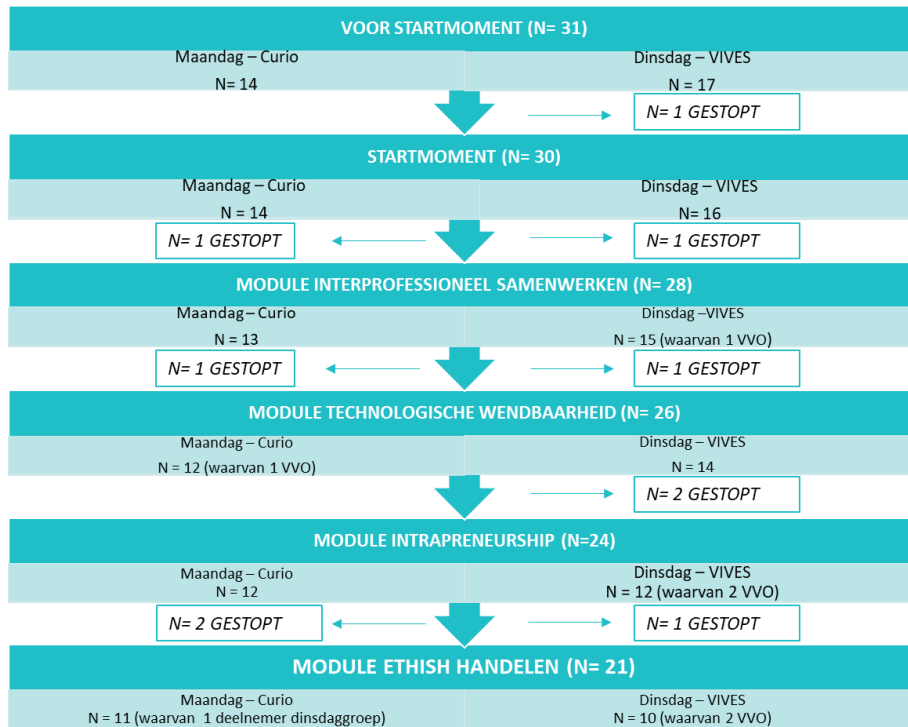 VOOR STARTMOMENT (N= 31)
Maandag – Curio
N= 14
Dinsdag – VIVES
N = 17
N= 1 GESTOPT
STARTMOMENT (N= 30)
Maandag – Curio
N = 14
Dinsdag – VIVES
N= 16
N= 1 GESTOPT
N= 1 GESTOPT
MODULE INTERPROFESSIONEEL SAMENWERKEN (N= 28)
Maandag – Curio
N = 13
Dinsdag –VIVES
N = 15 (waarvan 1 VVO)
N= 1 GESTOPT
N= 1 GESTOPT
MODULE TECHNOLOGISCHE WENDBAARHEID (N= 26)
Maandag – Curio
N = 12 (waarvan 1 VVO)
Dinsdag – VIVES
N = 14
N= 2 GESTOPT
MODULE INTRAPRENEURSHIP (N=24)
Maandag – Curio
N = 12
Dinsdag – VIVES
N = 12 (waarvan 2 VVO)
N= 2 GESTOPT
N= 1 GESTOPT
MODULE ETHISH HANDELEN (N= 21)
Maandag – Curio
N = 11 (waarvan 1 deelnemer dinsdaggroep)
Dinsdag – VIVES
N = 10 (waarvan 2 VVO)